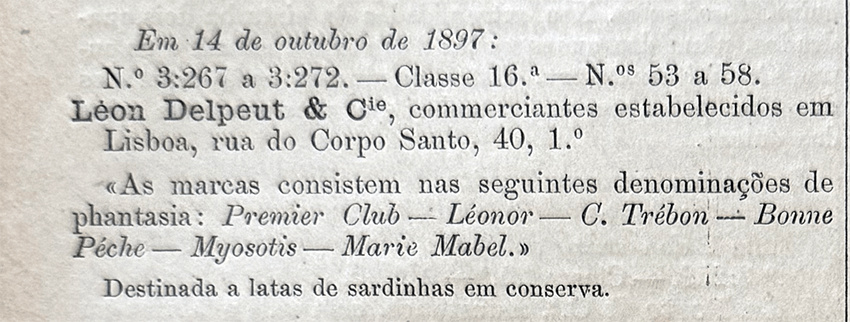 Em 14 de outubro de 1897:
N.º 3:267 a 3:272. — Classe 16.ª — N.ºˢ 53 a 58.
Lèon Delpeut & Cⁱᵉ, commerciantes estabelecidos em
Lisboa, rua do Corpo Santo, 40, 1.º
«As marcas consistem nas seguintes denominações de
phantasia: Premier Club — Léonor — C. Trébon — Bonne
Péche — Myosotis — Marie Mabel.»
Destinada a latas de sardinhas em conserva.